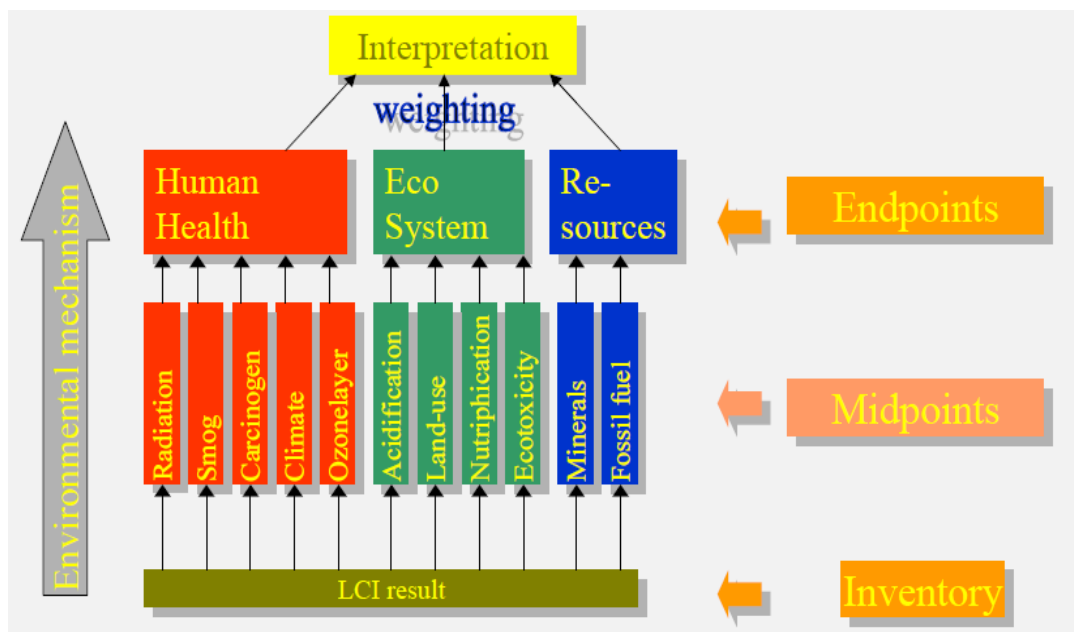 Interpretation
weighting
Human
Health
Eco
System
Re-
sources
Endpoints
Environmental mechanism
Radiation
Smog
Carcinogen
Climate
Ozonelayer
Acidification
Land-use
Nutriphication
Ecotoxicity
Minerals
Fossil fuel
Midpoints
LCI result
Inventory